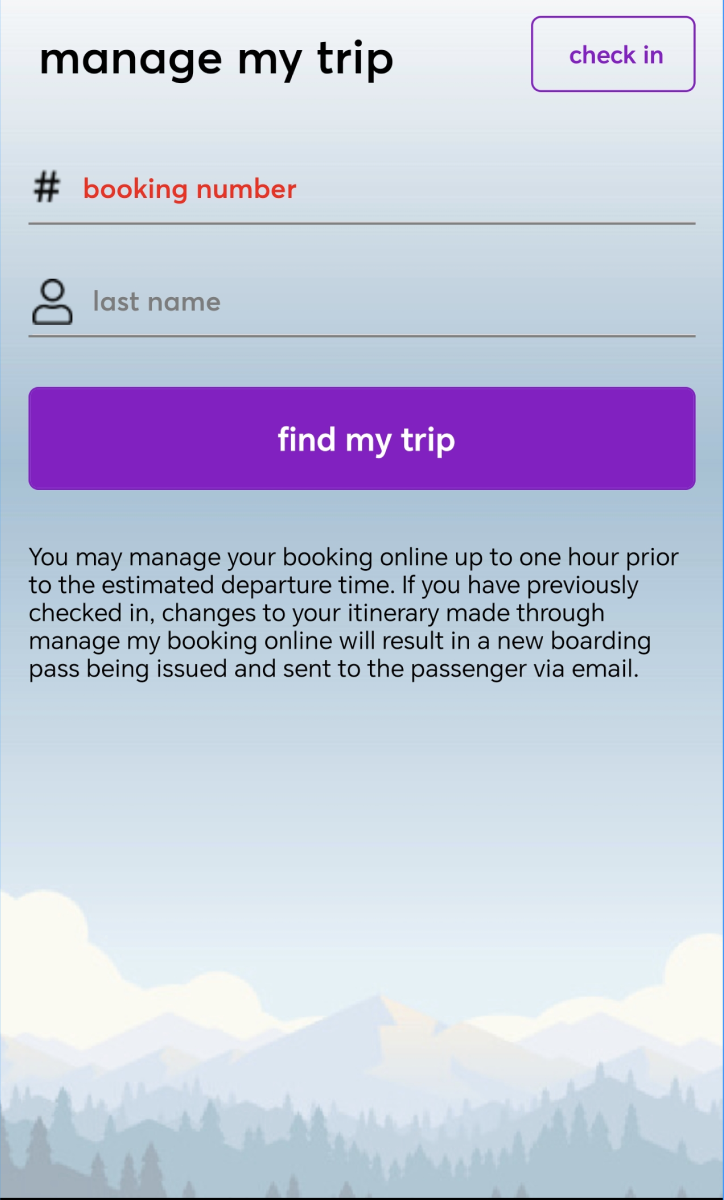 manage my trip
check in
# booking number
last name
find my trip
You may manage your booking online up to one hour prior
to the estimated departure time. If you have previously
checked in, changes to your itinerary made through
manage my booking online will result in a new boarding
pass being issued and sent to the passenger via email.